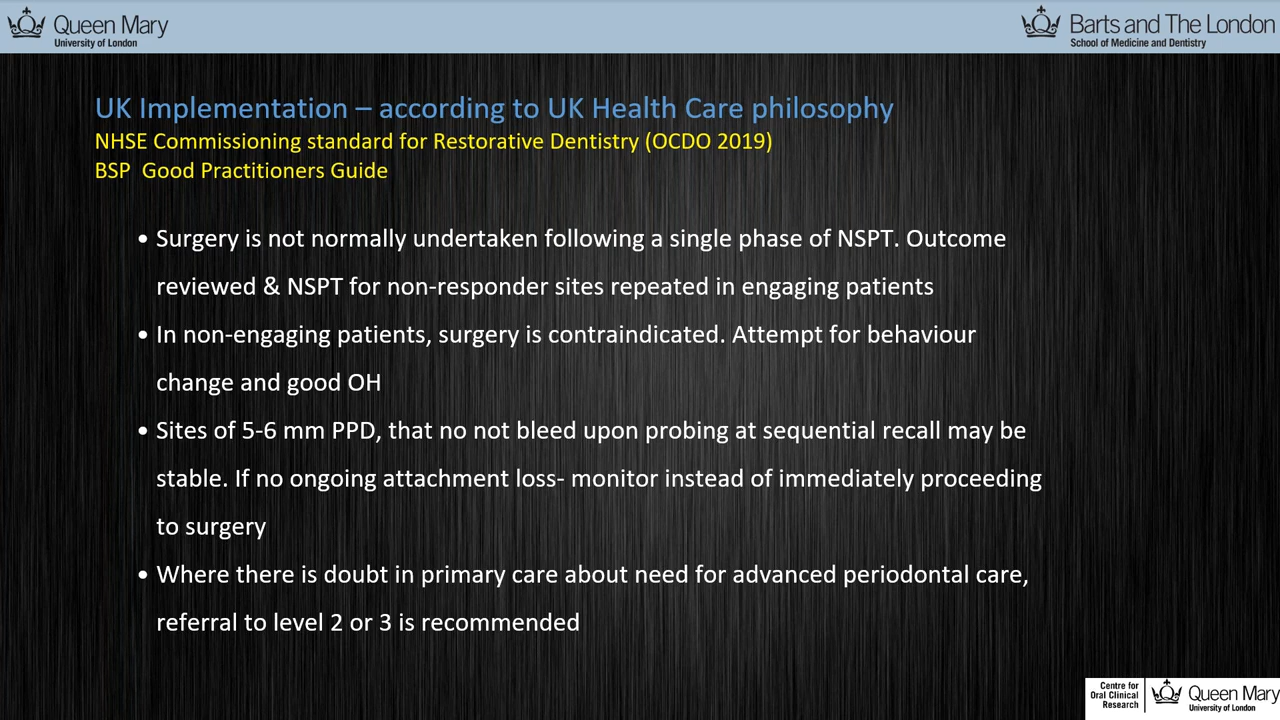 Queen Mary
University of London
Barts and The London
School of Medicine and Dentistry
UK Implementation – according to UK Health Care philosophy
NHSE Commissioning standard for Restorative Dentistry (OCDO 2019)
BSP Good Practitioners Guide
• Surgery is not normally undertaken following a single phase of NSPT. Outcome
reviewed & NSPT for non-responder sites repeated in engaging patients
• In non-engaging patients, surgery is contraindicated. Attempt for behaviour
change and good OH
• Sites of 5-6 mm PPD, that no not bleed upon probing at sequential recall may be
stable. If no ongoing attachment loss- monitor instead of immediately proceeding
to surgery
• Where there is doubt in primary care about need for advanced periodontal care,
referral to level 2 or 3 is recommended
Centre for
Oral Clinical
Research
Queen Mary
University of London